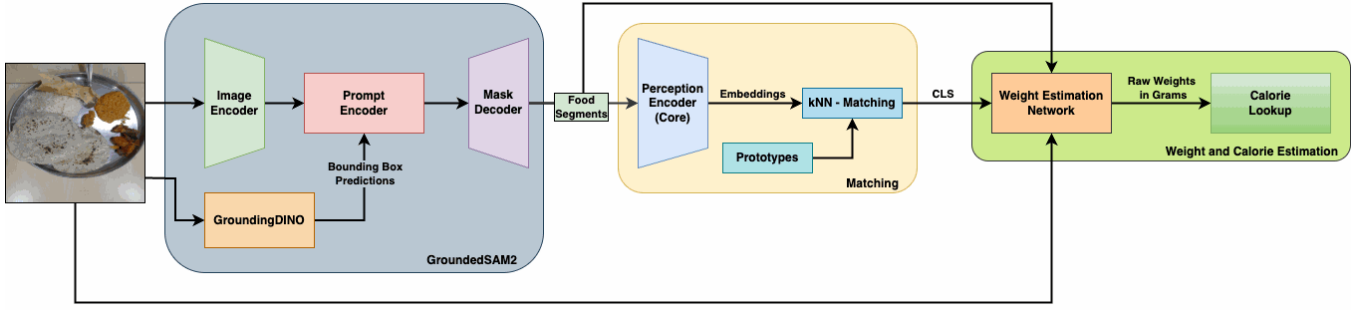 Image
Encoder
Prompt
Encoder
Mask
Decoder
Bounding Box
Predictions
GroundingDINO
GroundedSAM2
Food
Segments
Perception
Encoder
(Core)
Embeddings
kNN - Matching
Prototypes
Matching
CLS
Weight Estimation
Network
Raw Weights
in Grams
Calorie
Lookup
Weight and Calorie Estimation